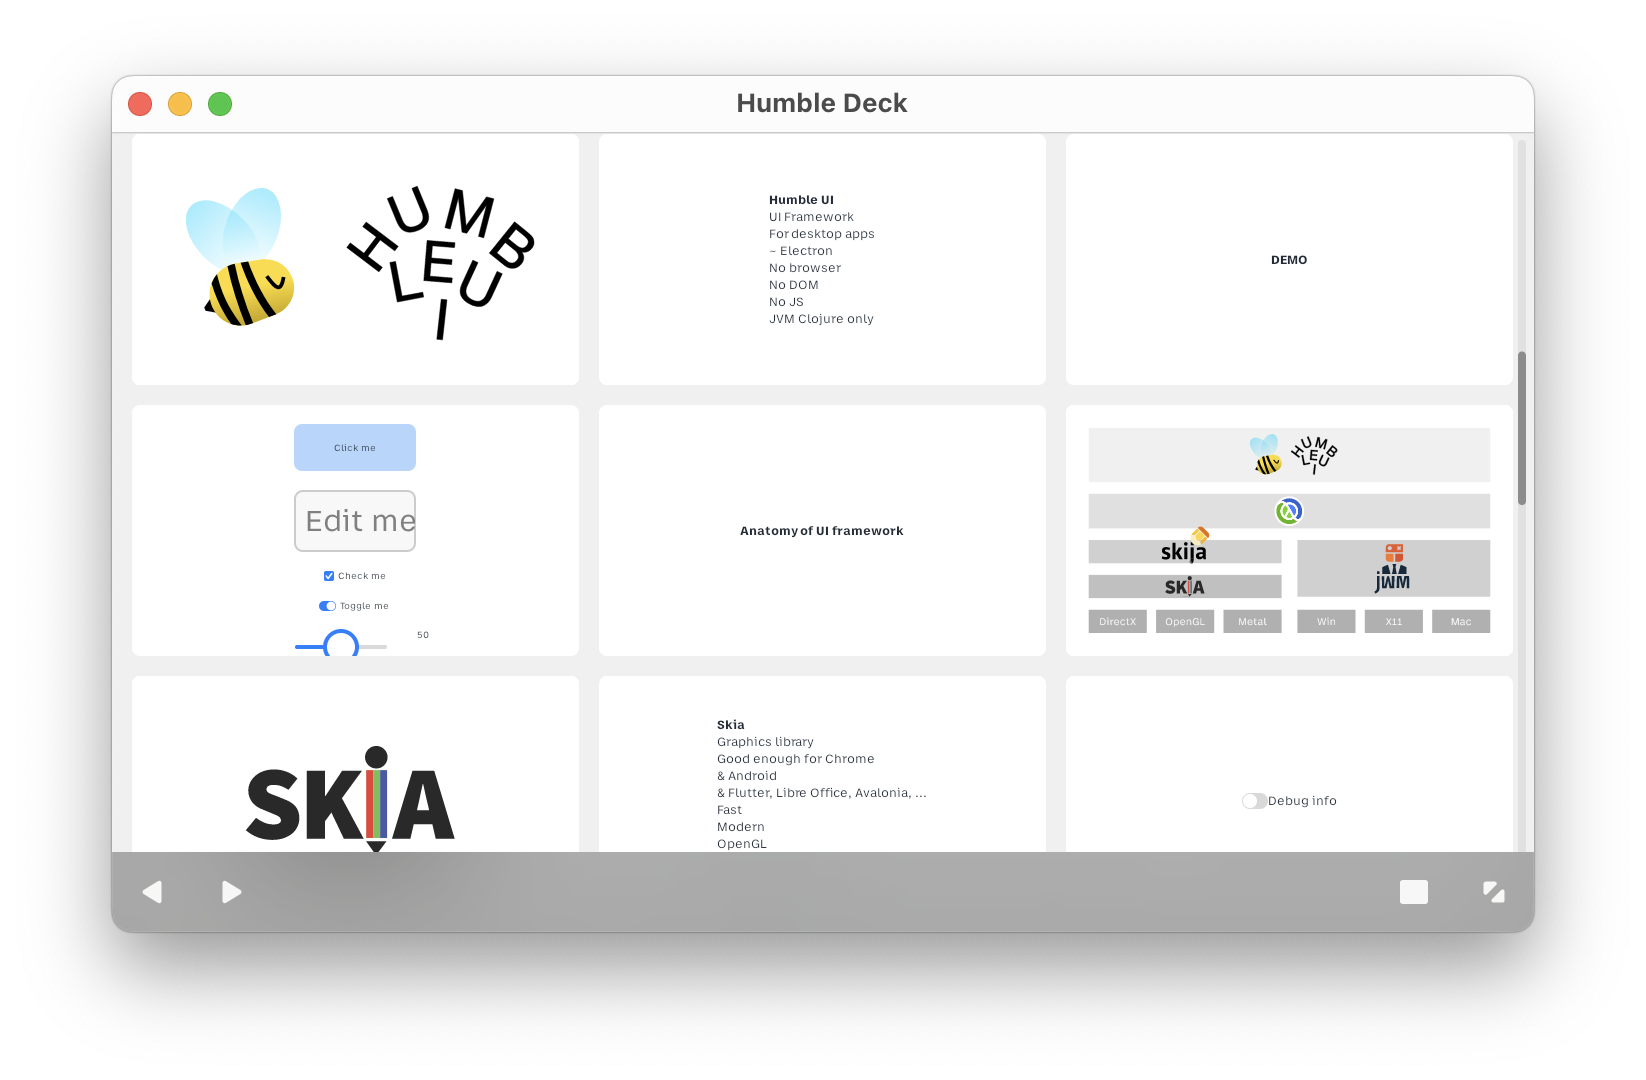 Humble Deck
HUMBLE UI
Humble UI
UI Framework
For desktop apps
~ Electron
No browser
No DOM
No JS
JVM Clojure only
DEMO
Click me
Edit me
Check me
Toggle me
50
Anatomy of UI framework
HUMBLE UI
skija
SKiA
JWM
DirectX
OpenGL
Metal
Win
X11
Mac
SKiA
Skia
Graphics library
Good enough for Chrome
& Android
& Flutter, Libre Office, Avalonia, ...
Fast
Modern
OpenGL
Debug info